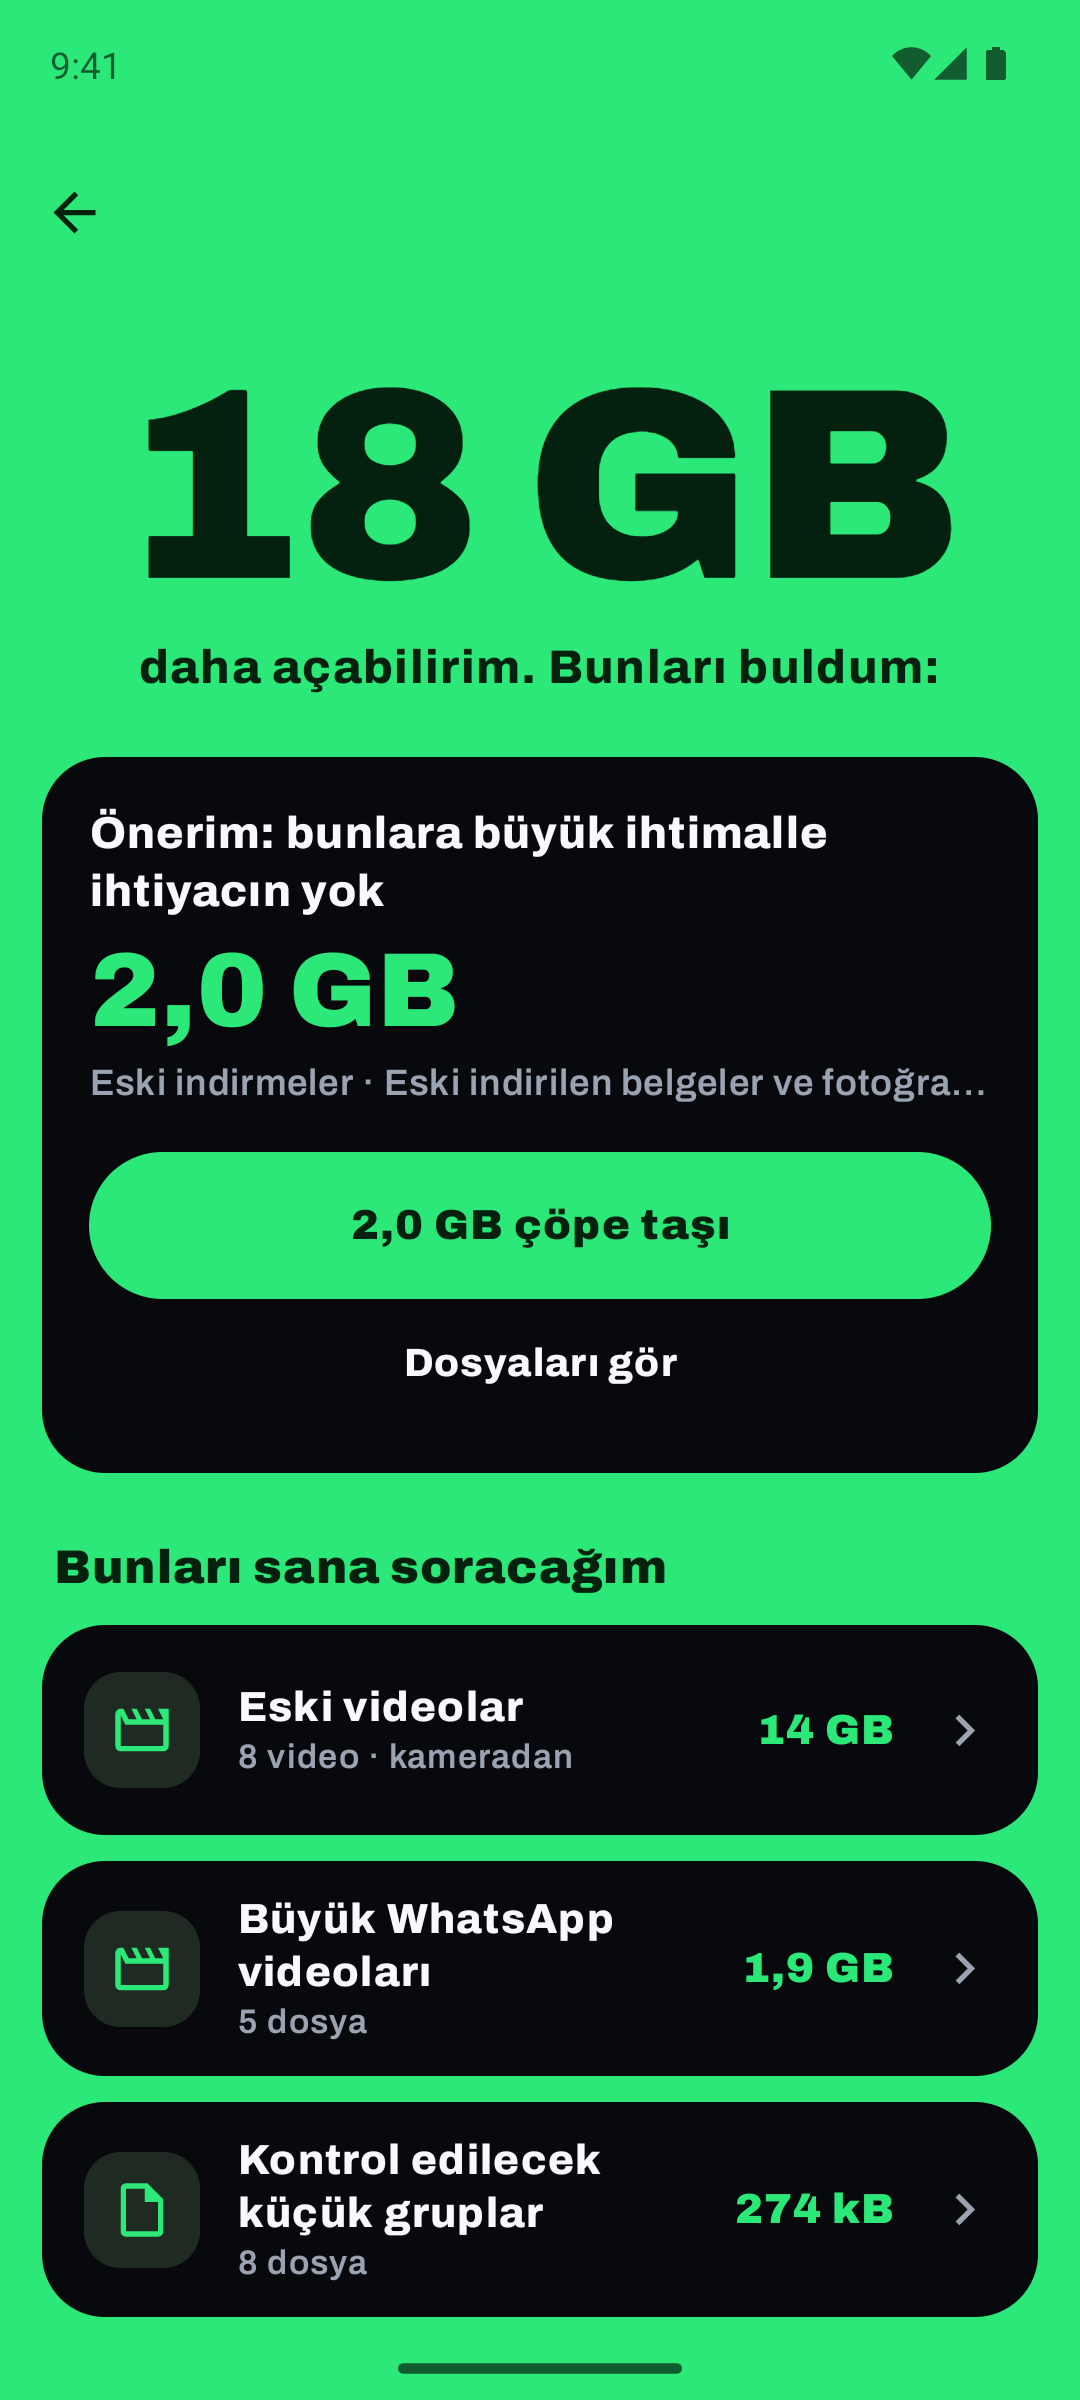 9:41
18 GB
daha açabilirim. Bunları buldum:
Önerim: bunlara büyük ihtimalle
ihtiyacın yok
2,0 GB
Eski indirmeler · Eski indirilen belgeler ve fotoğra...
2,0 GB çöpe taşı
Dosyaları gör
Bunları sana soracağım
Eski videolar
8 video · kameradan
14 GB
Büyük WhatsApp
videoları
5 dosya
1,9 GB
Kontrol edilecek
küçük gruplar
8 dosya
274 kB